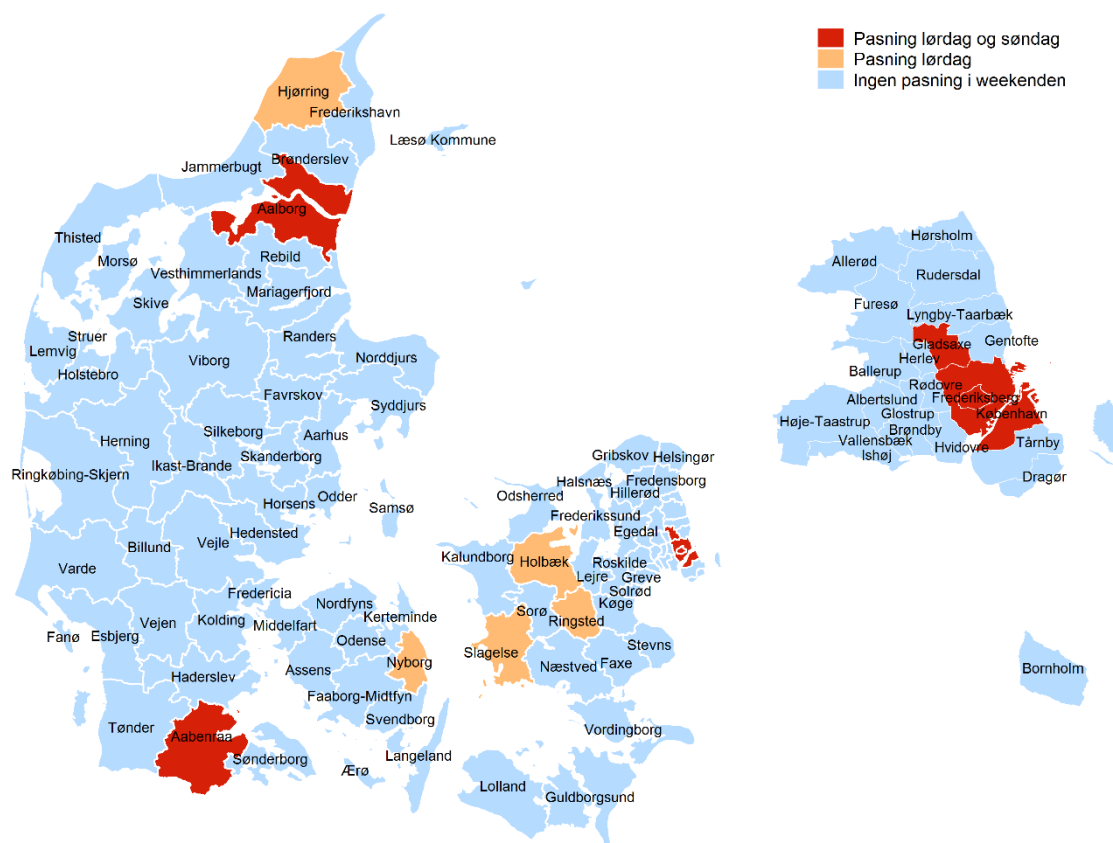 Pasning lørdag og søndag
Pasning lørdag
Ingen pasning i weekenden
Hjørring
Frederikshavn
Læsø Kommune
Brønderslev
Jammerbugt
Aalborg
Thisted
Rebild
Morsø
Vesthimmerlands
Mariagerfjord
Skive
Struer
Randers
Lemvig
Viborg
Norddjurs
Holstebro
Favrskov
Syddjurs
Silkeborg
Aarhus
Herning
Skanderborg
Ikast-Brande
Ringkøbing-Skjern
Odder
Horsens
Samsø
Hedensted
Billund
Vejle
Varde
Fredericia
Nordfyns
Kerteminde
Vejen
Kolding
Middelfart
Fanø
Esbjerg
Odense
Nyborg
Assens
Haderslev
Faaborg-Midtfyn
Svendborg
Tønder
Aabenraa
Sønderborg
Langeland
Ærø
Gribskov
Helsingør
Halsnæs
Fredensborg
Odsherred
Hillerød
Frederikssund
Egedal
Kalundborg
Holbæk
Roskilde
Lejre
Greve
Solrød
Køge
Sorø
Ringsted
Stevns
Slagelse
Næstved
Faxe
Vordingborg
Lolland
Guldborgsund
Hørsholm
Allerød
Rudersdal
Furesø
Lyngby-Taarbæk
Gladsaxe
Gentofte
Herlev
Ballerup
Rødovre
Albertslund
Frederiksberg
Glostrup
København
Høje-Taastrup
Brøndby
Vallensbæk
Ishøj
Hvidovre
Tårnby
Dragør
Bornholm